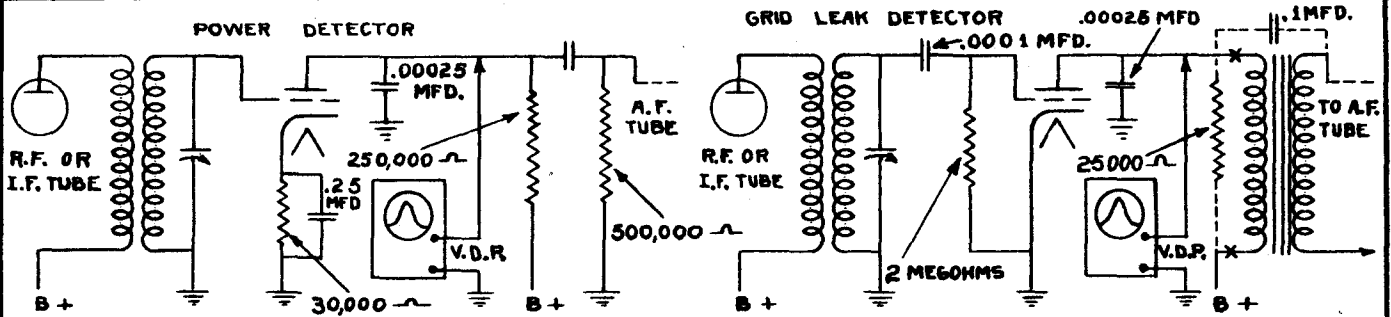 POWER DETECTOR
R.F. OR
I.F. TUBE
B +
.25
MFD
30,000 Ω
.00025
MFD.
250,000 Ω
V.D.P.
B +
500,000 Ω
A.F.
TUBE
GRID LEAK DETECTOR
R.F. OR
I.F. TUBE
B +
.0001 MFD.
2 MEGOHMS
.00025 MFD
25000 Ω
V.D.P.
B +
.1MFD.
TO A.F.
TUBE